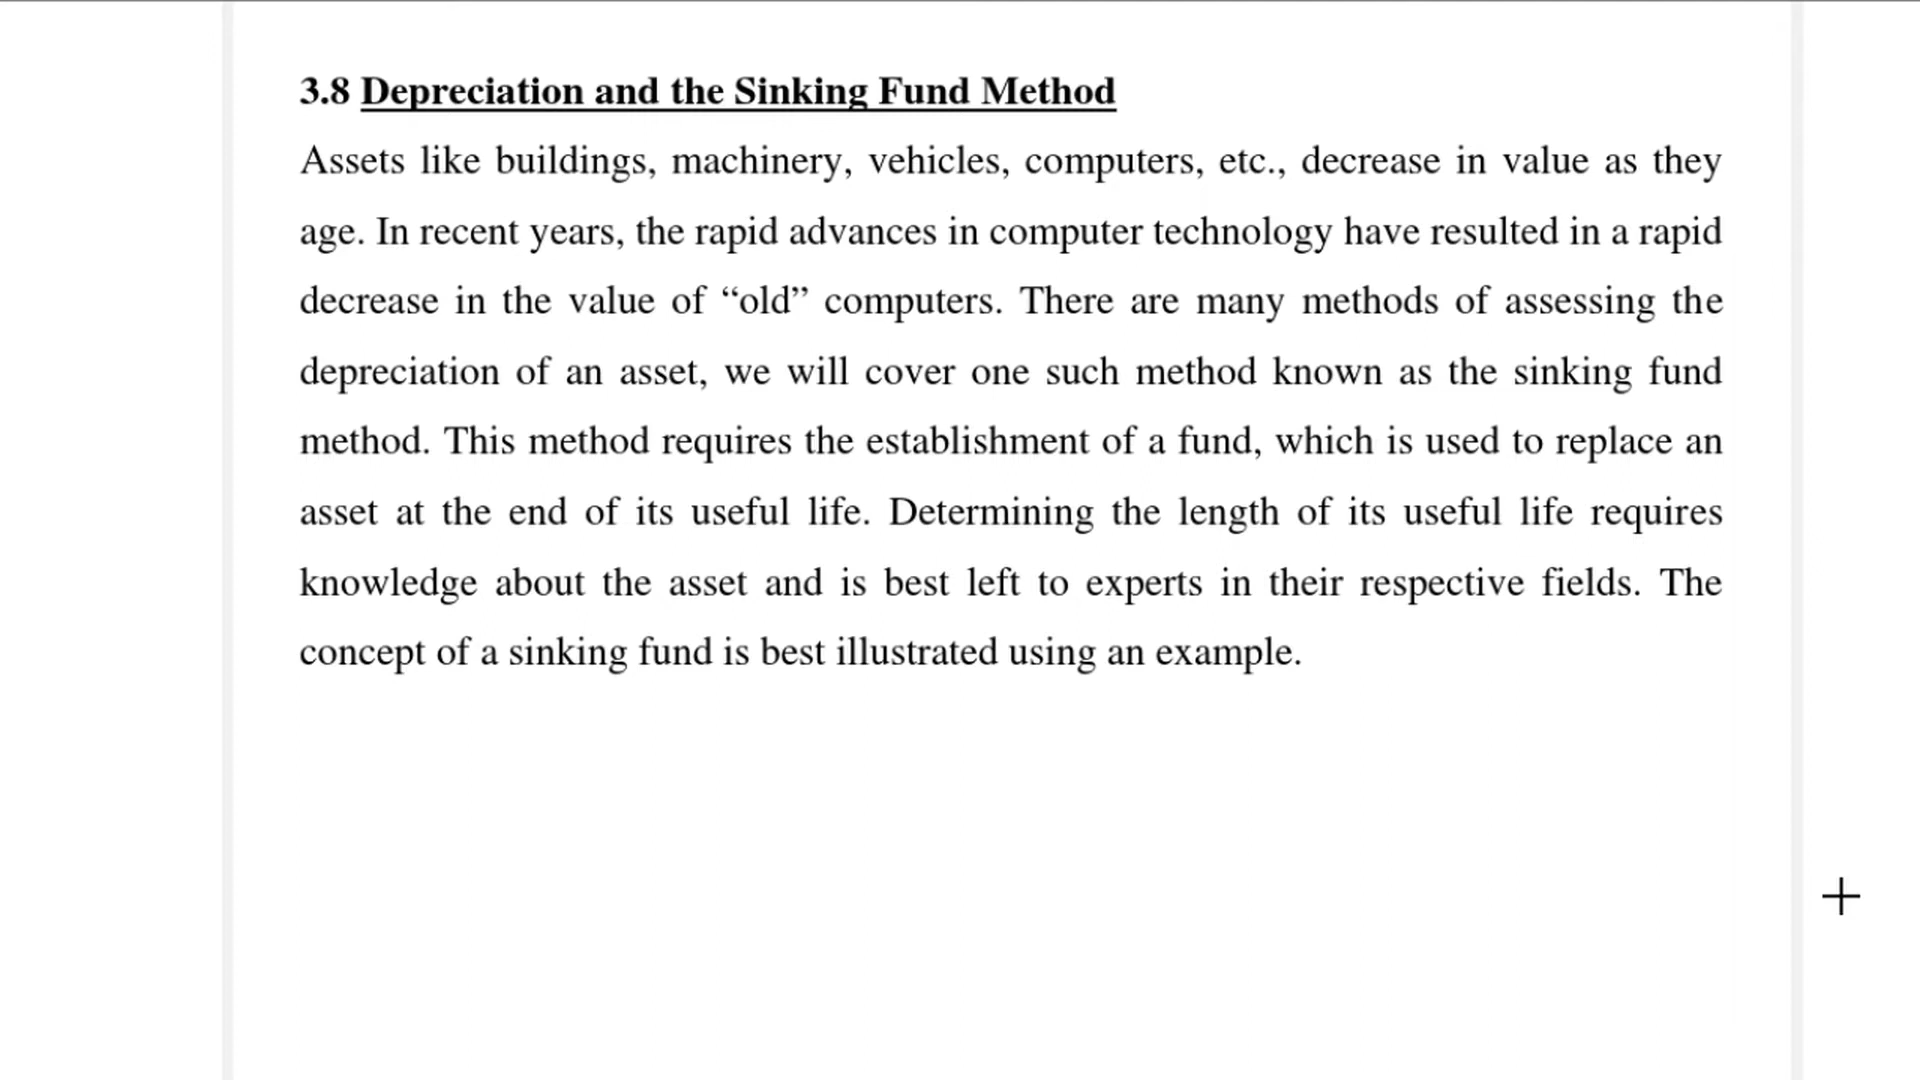 3.8 Depreciation and the Sinking Fund Method
Assets like buildings, machinery, vehicles, computers, etc., decrease in value as they
age. In recent years, the rapid advances in computer technology have resulted in a rapid
decrease in the value of “old” computers. There are many methods of assessing the
depreciation of an asset, we will cover one such method known as the sinking fund
method. This method requires the establishment of a fund, which is used to replace an
asset at the end of its useful life. Determining the length of its useful life requires
knowledge about the asset and is best left to experts in their respective fields. The
concept of a sinking fund is best illustrated using an example.